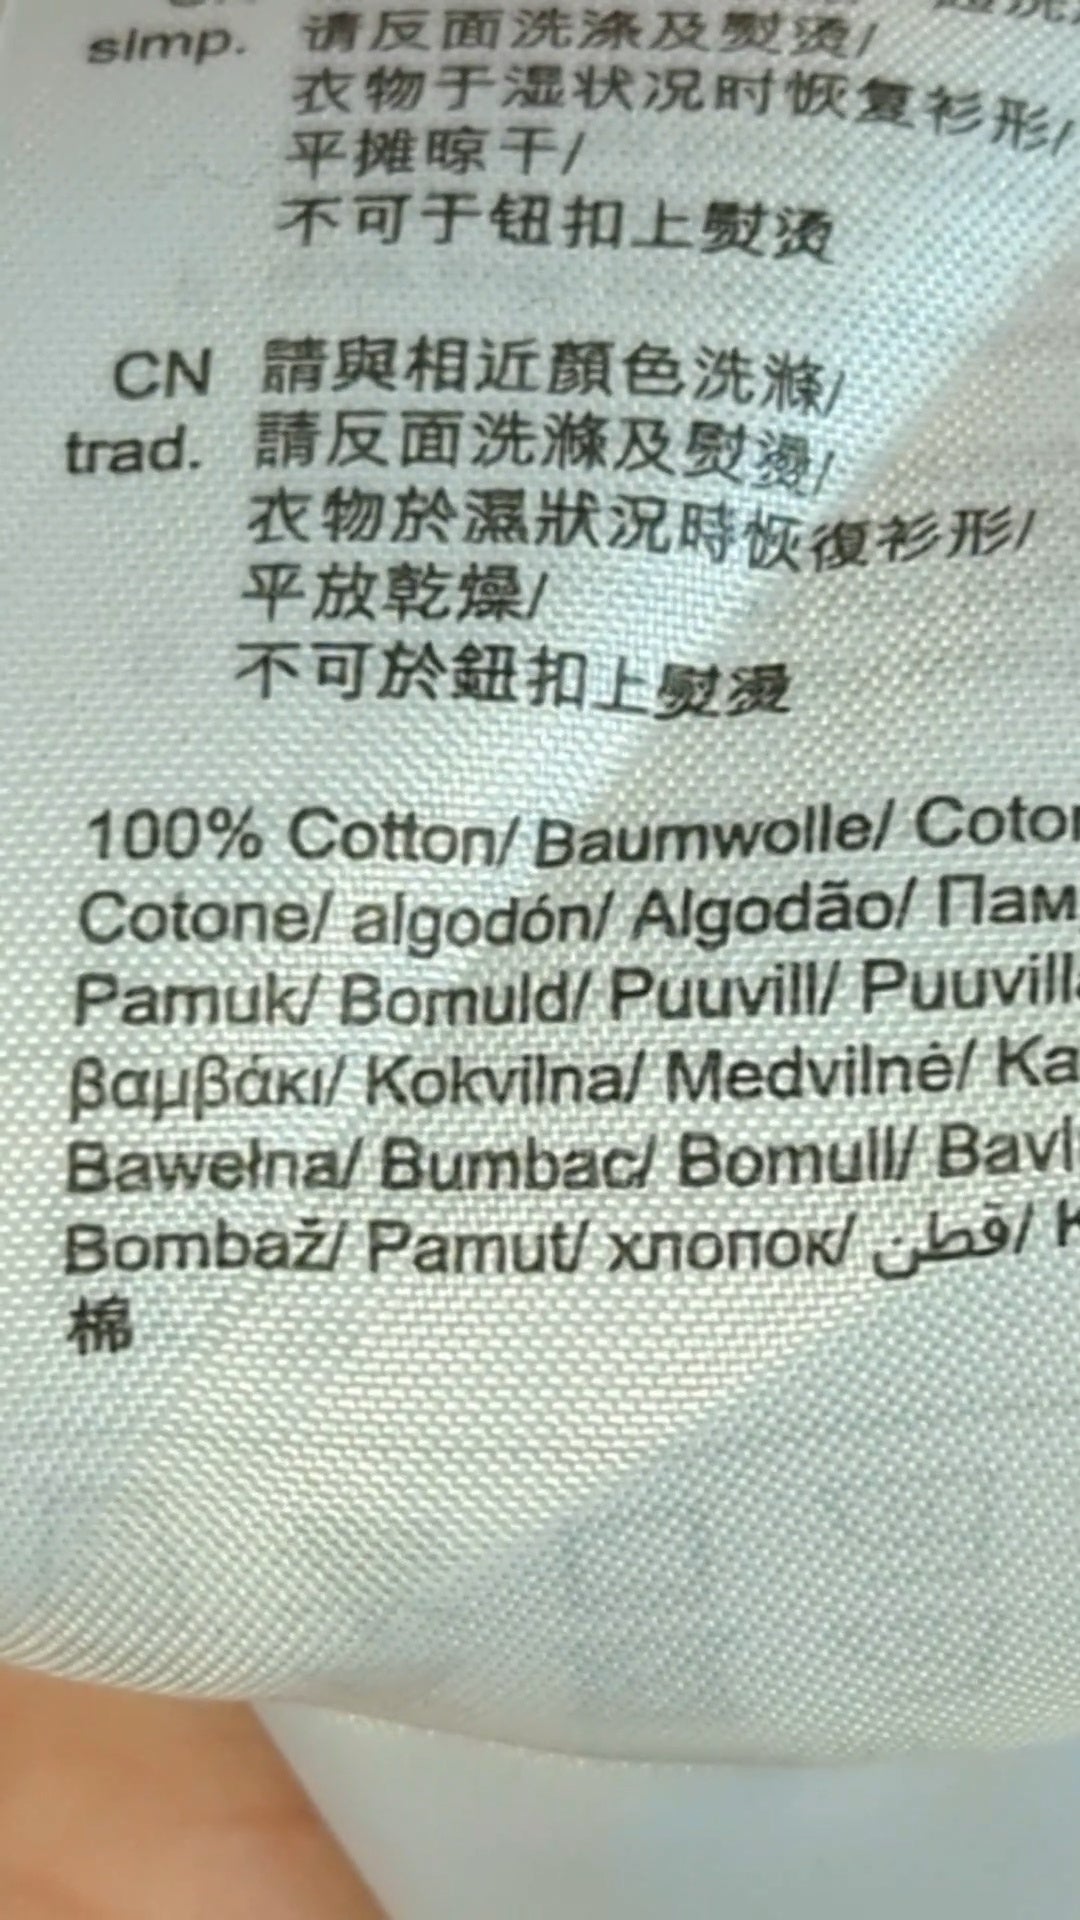 simp. 请反面洗涤及熨烫/
衣物于湿状况时恢复衫形/
平摊晾干/
不可于钮扣上熨烫
CN 請與相近顏色洗滌/
trad. 請反面洗滌及熨燙/
衣物於濕狀況時恢復衫形/
平放乾燥/
不可於鈕扣上熨燙
100% Cotton/ Baumwolle/
Cotone/ algodón/ Algodão/
Pamuk/ Bomuld/ Puuvill/
βαμβάκι/ Kokvilna/ Medvilnė/
Bawełna/ Bumbac/ Bomull/
Bombaž/ Pamut/ хлопок/ قطن/
棉